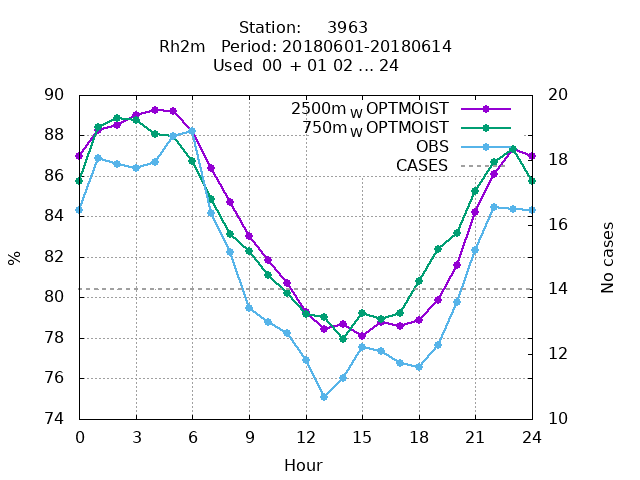 Station: 3963
Rh2m Period: 20180601-20180614
Used 00 + 01 02 ... 24
90 20
2500m W OPTMOIST
750m W OPTMOIST
88
OBS
CASES
18
86
84
16
%
82
No cases
80
14
78
12
76
74 10
0 3 6 9 12 15 18 21 24
Hour